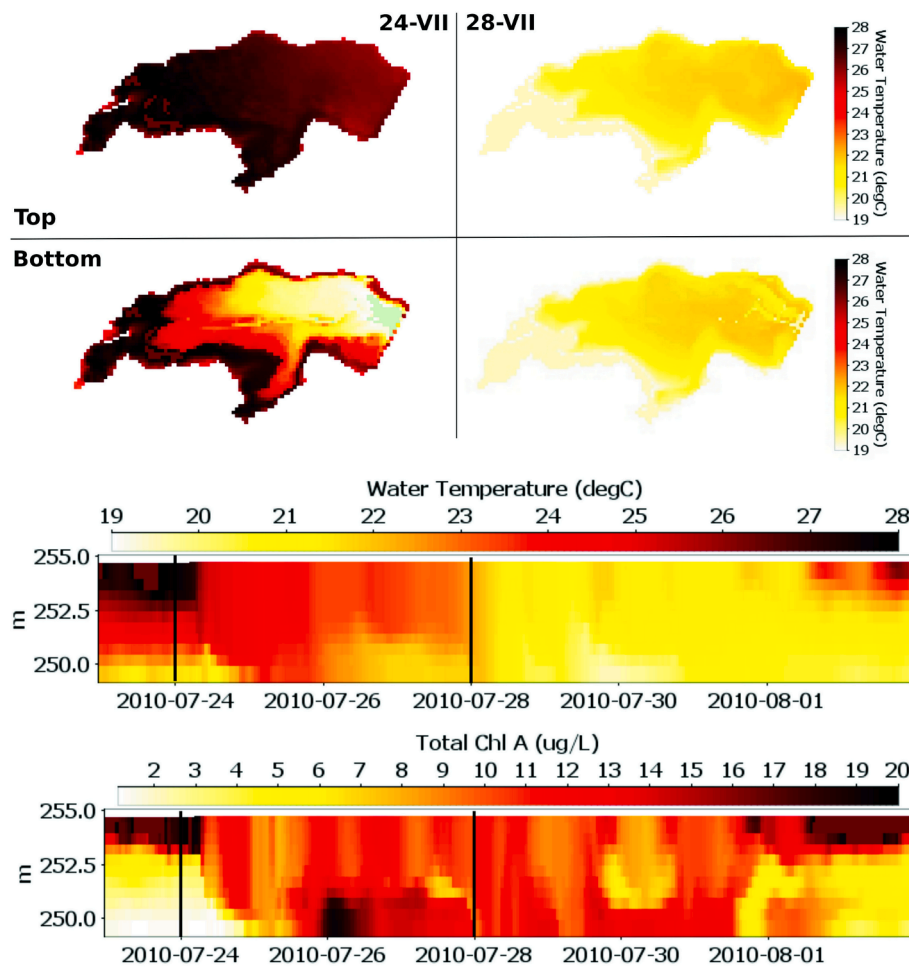 24-VII
28-VII
28
27
26
25
24
23
22
21
20
19
Water Temperature (degC)
Top
Bottom
28
27
26
25
24
23
22
21
20
19
Water Temperature (degC)
Water Temperature (degC)
19 20 21 22 23 24 25 26 27 28
255.0
252.5
250.0
m
2010-07-24 2010-07-26 2010-07-28 2010-07-30 2010-08-01
Total Chl A (ug/L)
2 3 4 5 6 7 8 9 10 11 12 13 14 15 16 17 18 19 20
255.0
252.5
250.0
m
2010-07-24 2010-07-26 2010-07-28 2010-07-30 2010-08-01